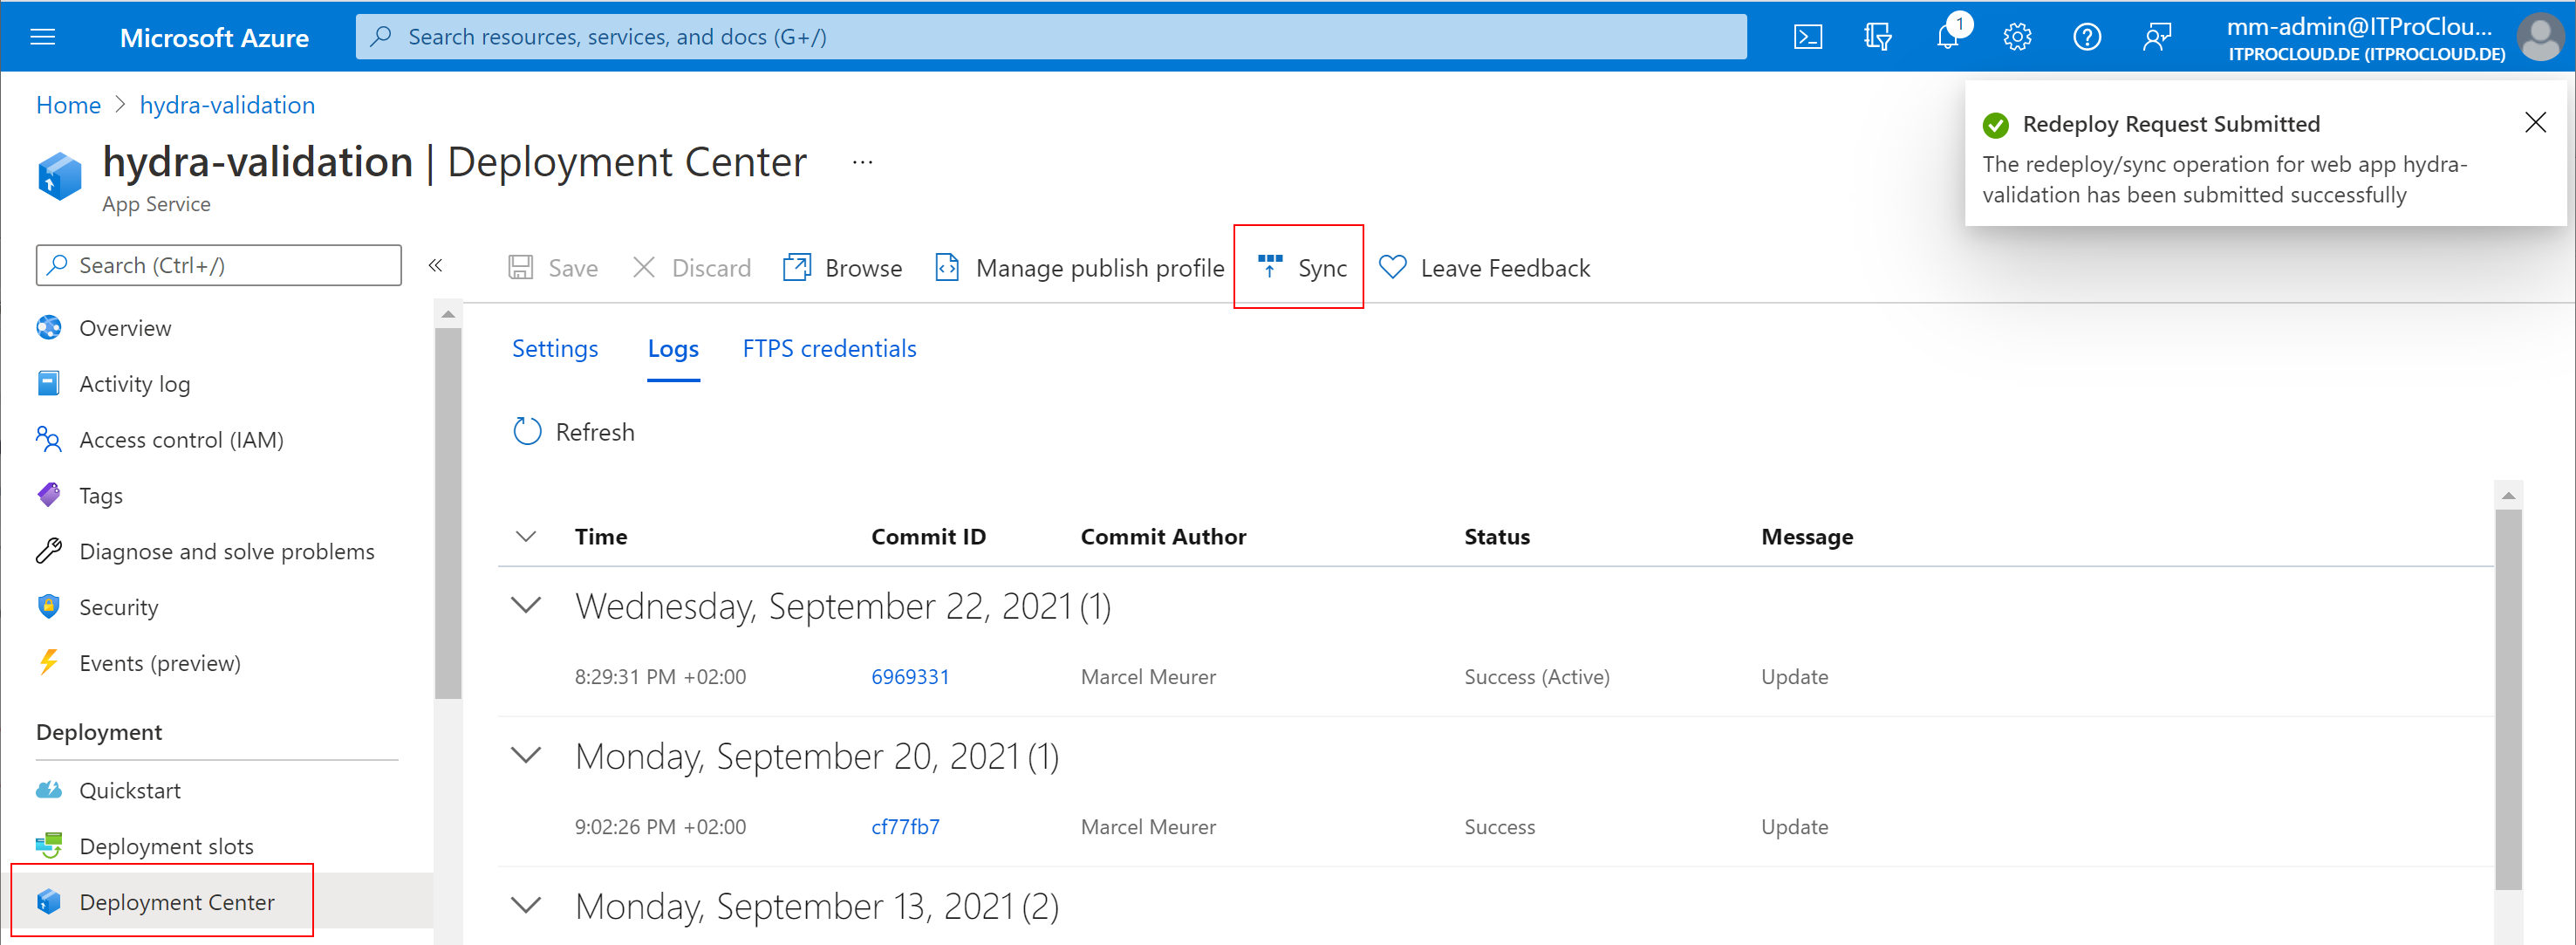 Microsoft Azure
Search resources, services, and docs (G+/)
1
mm-admin@ITProClou...
ITPROCLOUD.DE (ITPROCLOUD.DE)
Home > hydra-validation
Redeploy Request Submitted
The redeploy/sync operation for web app hydra-
validation has been submitted successfully
hydra-validation | Deployment Center ...
App Service
Search (Ctrl+/)
«
Save
Discard
Browse
Manage publish profile
Sync
Leave Feedback
Overview
Activity log
Access control (IAM)
Tags
Diagnose and solve problems
Security
Events (preview)
Deployment
Quickstart
Deployment slots
Deployment Center
Settings Logs FTPS credentials
Refresh
Time Commit ID Commit Author Status Message
Wednesday, September 22, 2021 (1)
8:29:31 PM +02:00 6969331 Marcel Meurer Success (Active) Update
Monday, September 20, 2021 (1)
9:02:26 PM +02:00 cf77fb7 Marcel Meurer Success Update
Monday, September 13, 2021 (2)